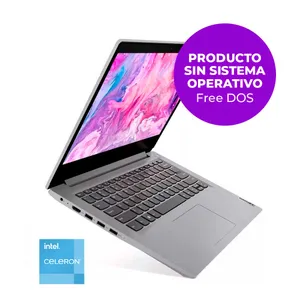 PRODUCTO
SIN SISTEMA
OPERATIVO
Free DOS
intel.
CELERON